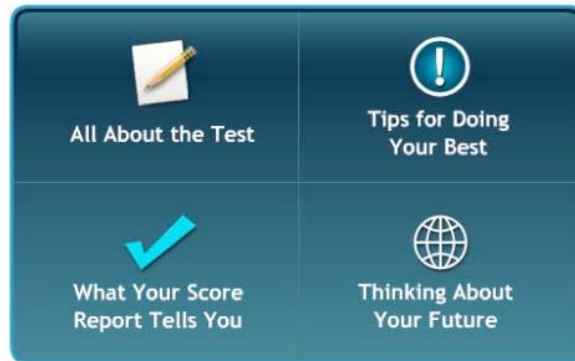 All About the Test
Tips for Doing
Your Best
What Your Score
Report Tells You
Thinking About
Your Future